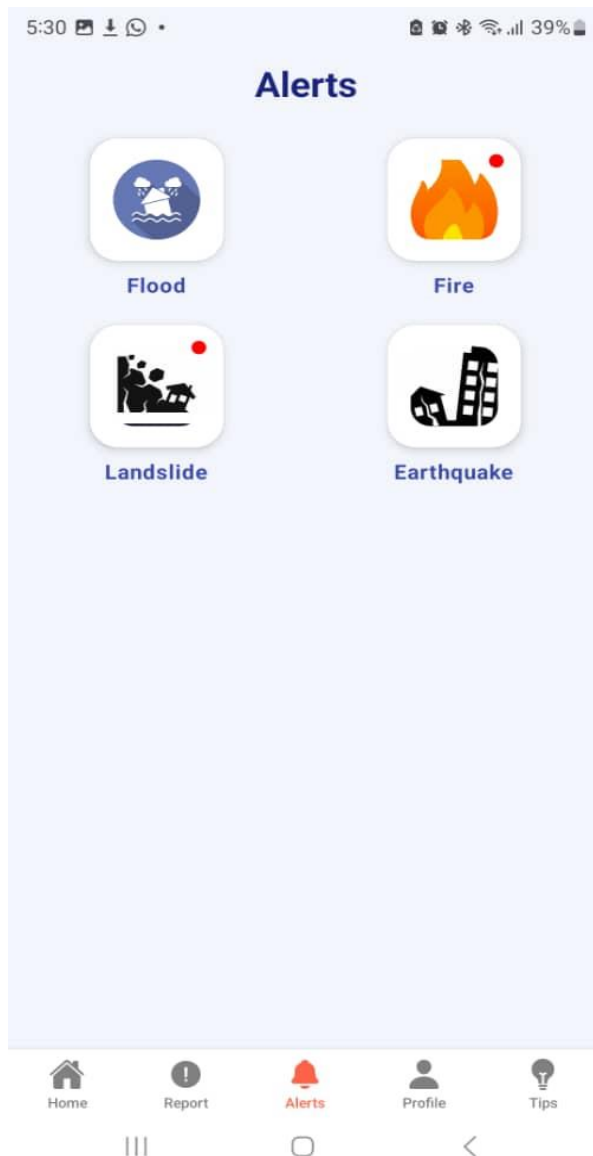 5:30 39%
Alerts
Flood Fire
Landslide Earthquake
Home Report Alerts Profile Tips